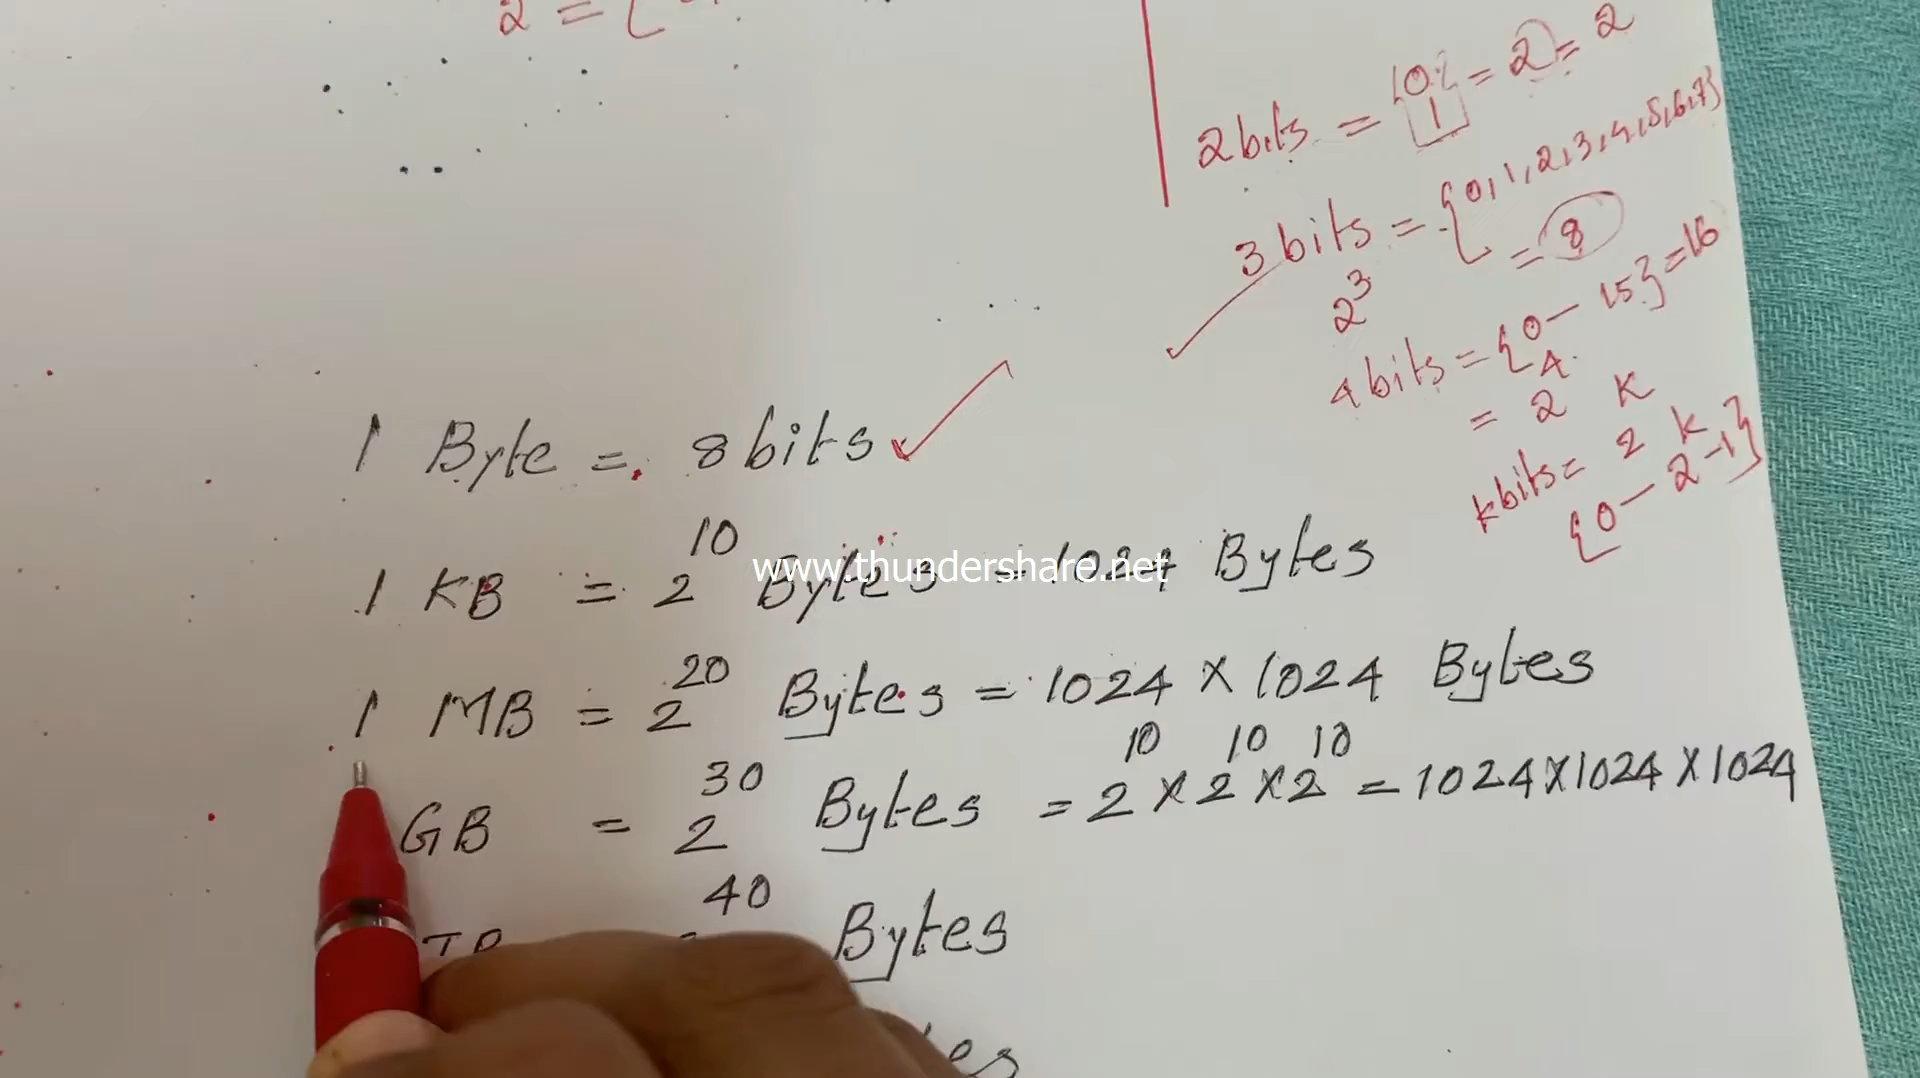 2 = {
2 bits = {0, 1} = 2 = 2
3 bits = {0, 1, 2, 3, 4, 5, 6, 7}
= 8
2^3
4 bits = {0 — 15} = 16
= 2^4
k bits = 2^k
{0 — 2^k-1}
1 Byte = 8 bits
1 KB = 2^10 Bytes = 1024 Bytes
www.thundershare.net
1 MB = 2^20 Bytes = 1024 X 1024 Bytes
GB = 2^30 Bytes = 2^10 X 2^10 X 2^10 = 1024 X 1024 X 1024
TB 40 Bytes
es